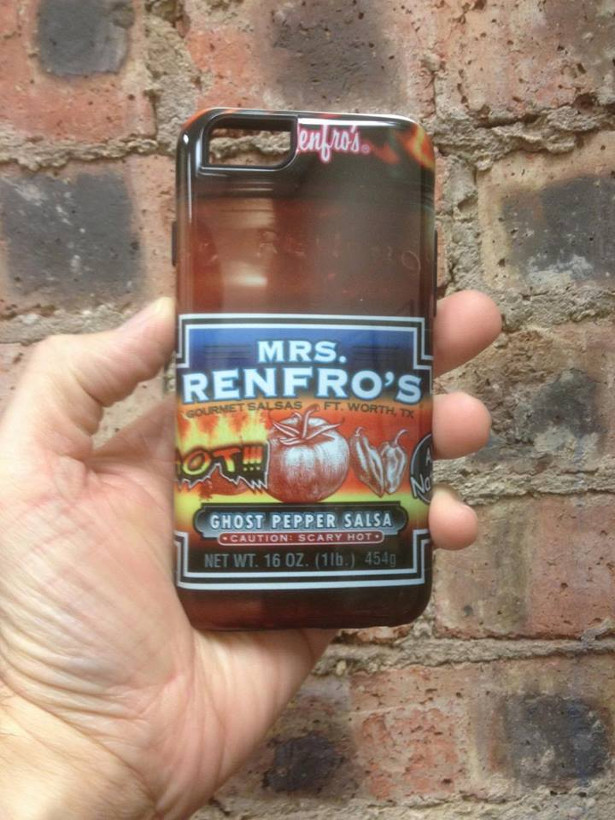 enfro's®
MRS.
RENFRO'S
GOURMET SALSAS FT. WORTH, TX
OT!!!
GHOST PEPPER SALSA
• CAUTION: SCARY HOT •
NET WT. 16 OZ. (1lb.) 454g